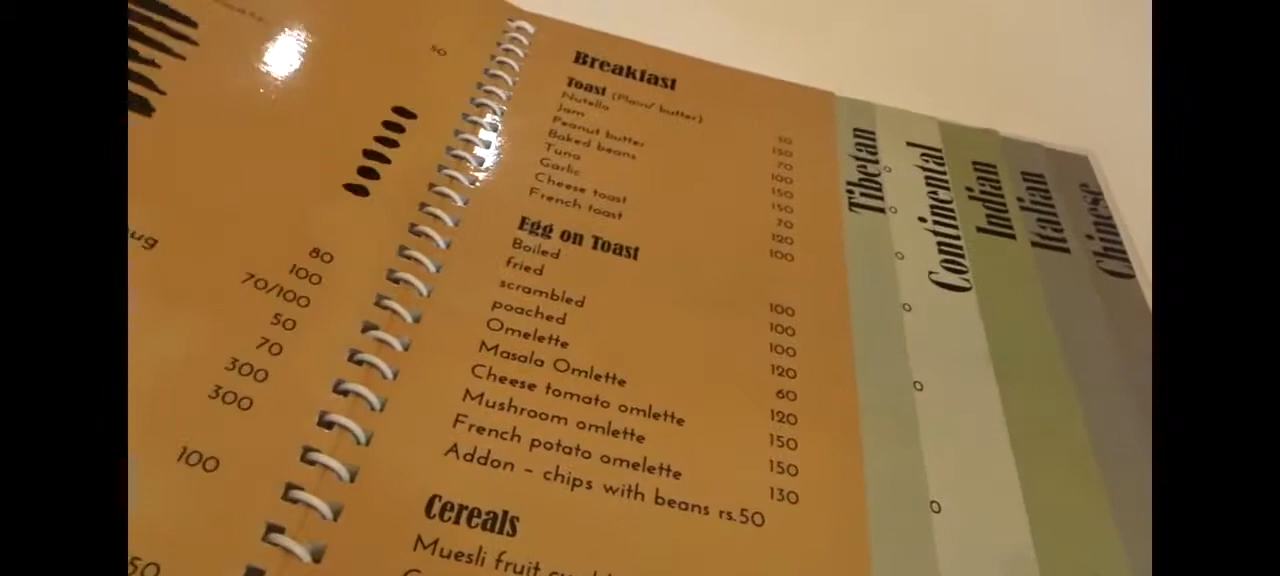 50
80
100
70/100
50
70
300
300
100
50
Breakfast
Toast (Plain/ butter) 50
Nutella 150
Jam 70
Peanut butter 100
Baked beans 150
Tuna 150
Garlic 70
Cheese toast 120
French toast 100
Egg on Toast
Boiled 100
fried 100
scrambled 100
poached 120
Omelette 60
Masala Omlette 120
Cheese tomato omlette 150
Mushroom omlette 150
French potato omelette 130
Addon - chips with beans rs.50
Cereals
Muesli fruit
Tibetan
Continental
Indian
Italian
Chinese